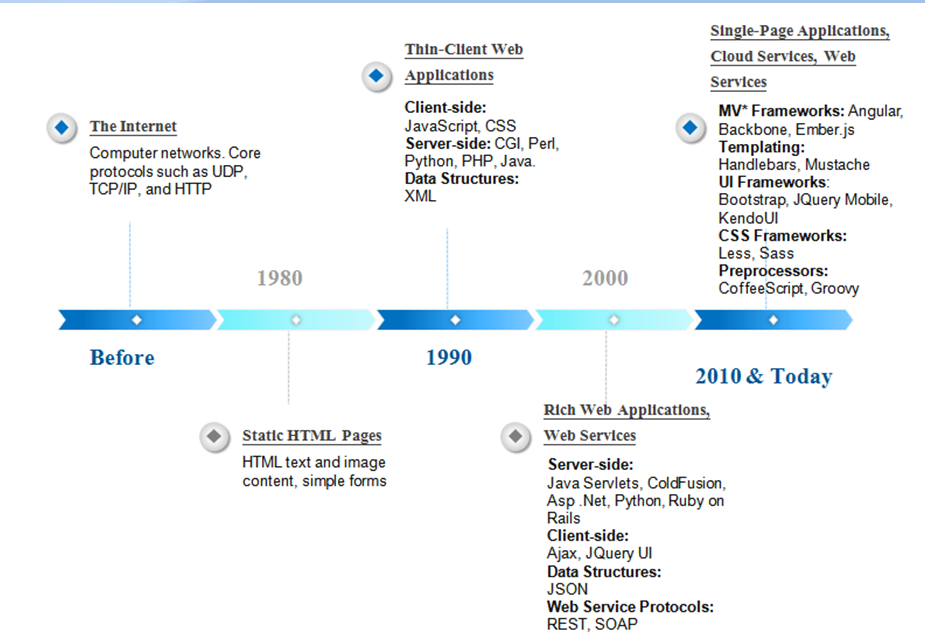 The Internet
Computer networks. Core
protocols such as UDP,
TCP/IP, and HTTP
Before
1980
Static HTML Pages
HTML text and image
content, simple forms
Thin-Client Web
Applications
Client-side:
JavaScript, CSS
Server-side: CGI, Perl,
Python, PHP, Java.
Data Structures:
XML
1990
2000
Rich Web Applications,
Web Services
Server-side:
Java Servlets, ColdFusion,
Asp .Net, Python, Ruby on
Rails
Client-side:
Ajax, JQuery UI
Data Structures:
JSON
Web Service Protocols:
REST, SOAP
Single-Page Applications,
Cloud Services, Web
Services
MV* Frameworks: Angular,
Backbone, Ember.js
Templating:
Handlebars, Mustache
UI Frameworks:
Bootstrap, JQuery Mobile,
KendoUI
CSS Frameworks:
Less, Sass
Preprocessors:
CoffeeScript, Groovy
2010 & Today